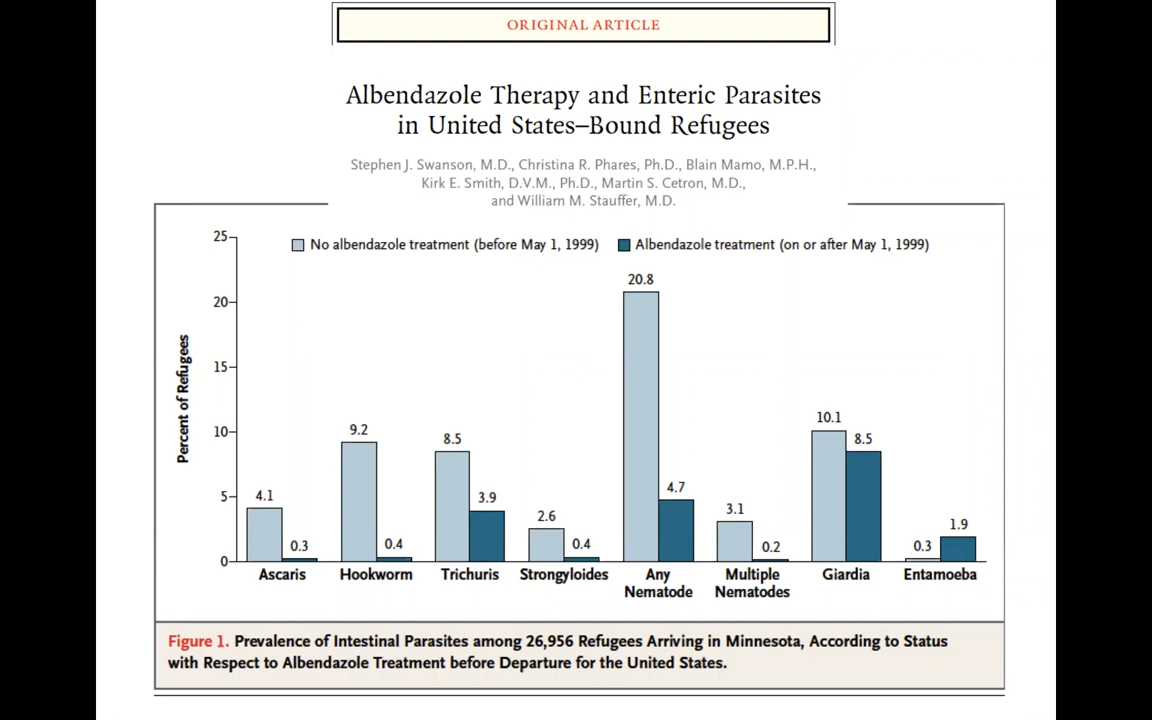 ORIGINAL ARTICLE
Albendazole Therapy and Enteric Parasites
in United States–Bound Refugees
Stephen J. Swanson, M.D., Christina R. Phares, Ph.D., Blain Mamo, M.P.H.,
Kirk E. Smith, D.V.M., Ph.D., Martin S. Cetron, M.D.,
and William M. Stauffer, M.D.
No albendazole treatment (before May 1, 1999)
Albendazole treatment (on or after May 1, 1999)
Percent of Refugees
25
20
15
10
5
0
4.1
0.3
9.2
0.4
8.5
3.9
2.6
0.4
20.8
4.7
3.1
0.2
10.1
8.5
0.3
1.9
Ascaris
Hookworm
Trichuris
Strongyloides
Any
Nematode
Multiple
Nematodes
Giardia
Entamoeba
Figure 1. Prevalence of Intestinal Parasites among 26,956 Refugees Arriving in Minnesota, According to Status
with Respect to Albendazole Treatment before Departure for the United States.